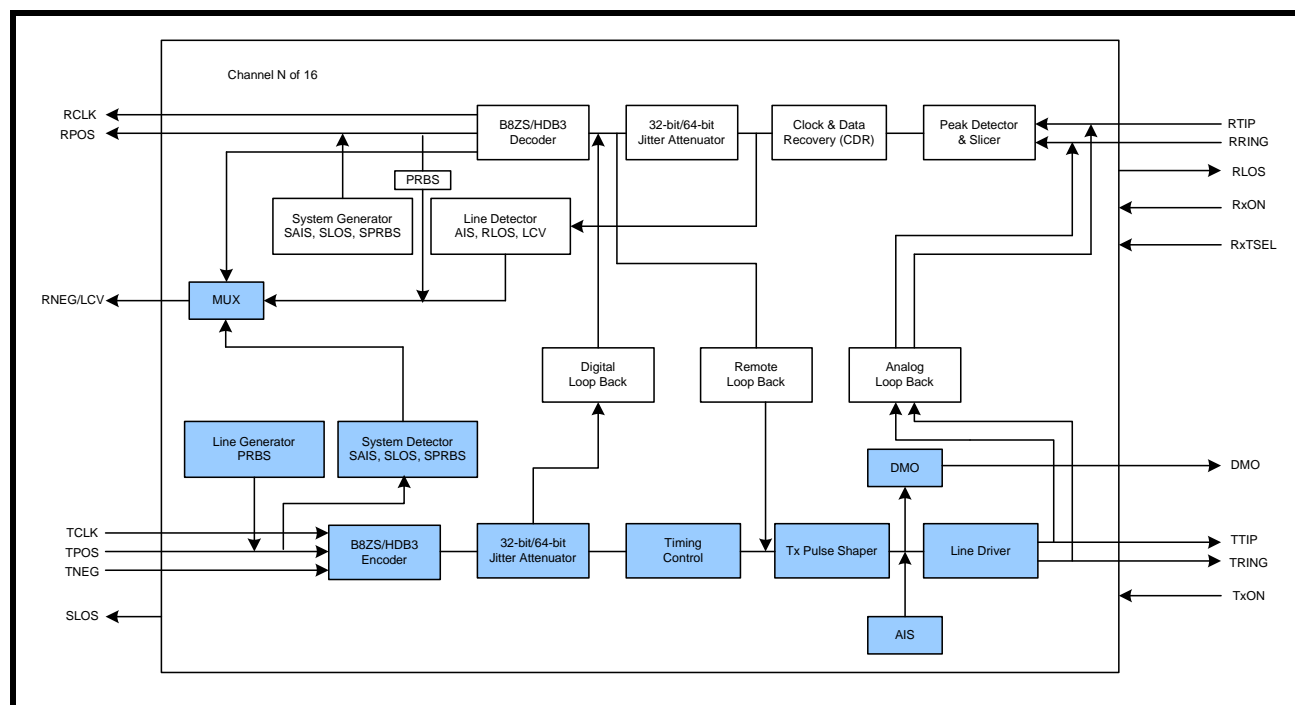 Channel N of 16
RCLK
RPOS
B8ZS/HDB3
Decoder
32-bit/64-bit
Jitter Attenuator
Clock & Data
Recovery (CDR)
Peak Detector
& Slicer
RTIP
RRING
RLOS
PRBS
System Generator
SAIS, SLOS, SPRBS
Line Detector
AIS, RLOS, LCV
RxON
RxTSEL
RNEG/LCV
MUX
Digital
Loop Back
Remote
Loop Back
Analog
Loop Back
Line Generator
PRBS
System Detector
SAIS, SLOS, SPRBS
DMO
DMO
TCLK
TPOS
TNEG
B8ZS/HDB3
Encoder
32-bit/64-bit
Jitter Attenuator
Timing
Control
Tx Pulse Shaper
Line Driver
TTIP
TRING
TxON
SLOS
AIS